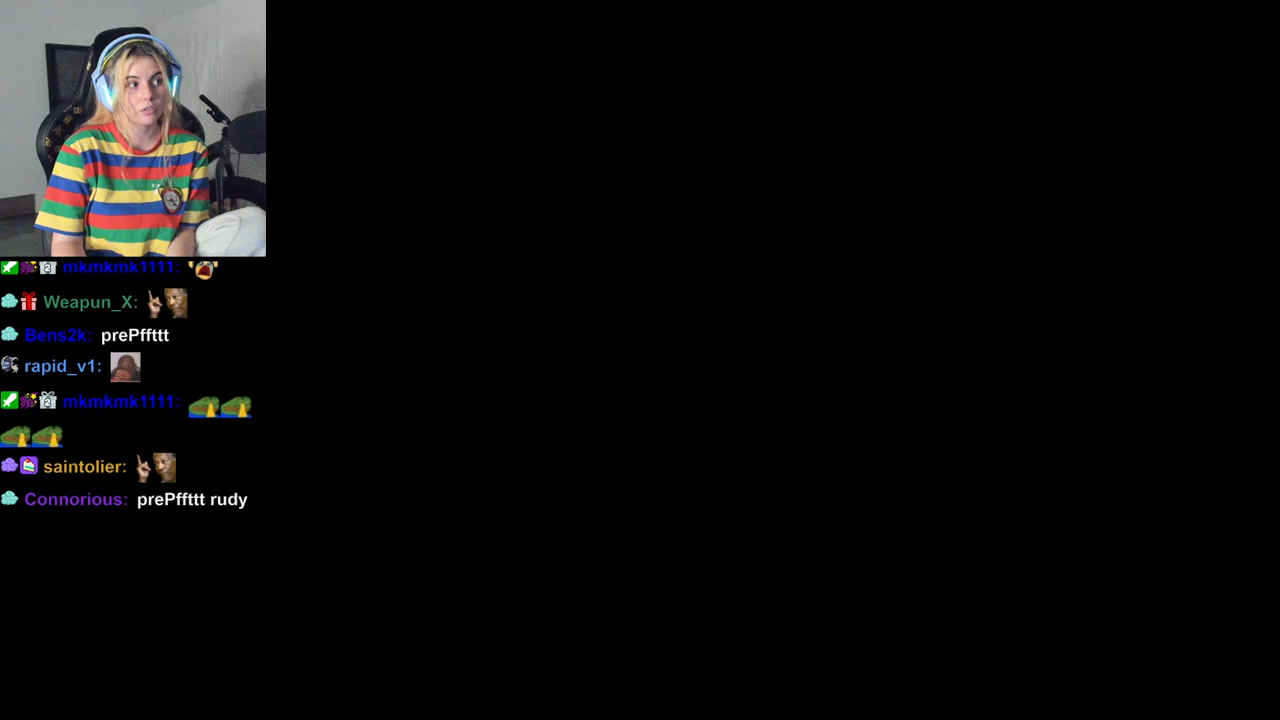 mkmkmk1111:
Weapun_X:
Bens2k: prePffttt
rapid_v1:
mkmkmk1111:
saintolier:
Connorious: prePffttt rudy